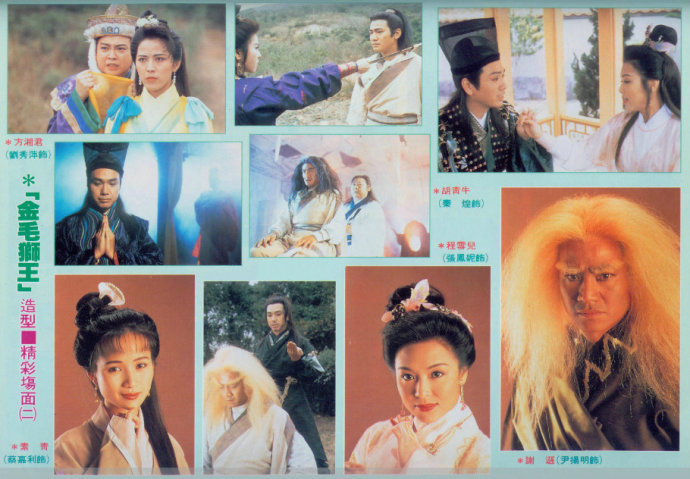 *方湘君
(劉秀萍飾)
*『金毛獅王』
造型■精彩場面(二)
*胡青牛
(秦煌飾)
*程雪兒
(張鳳妮飾)
*素青
(蔡嘉利飾)
*謝遜(尹揚明飾)